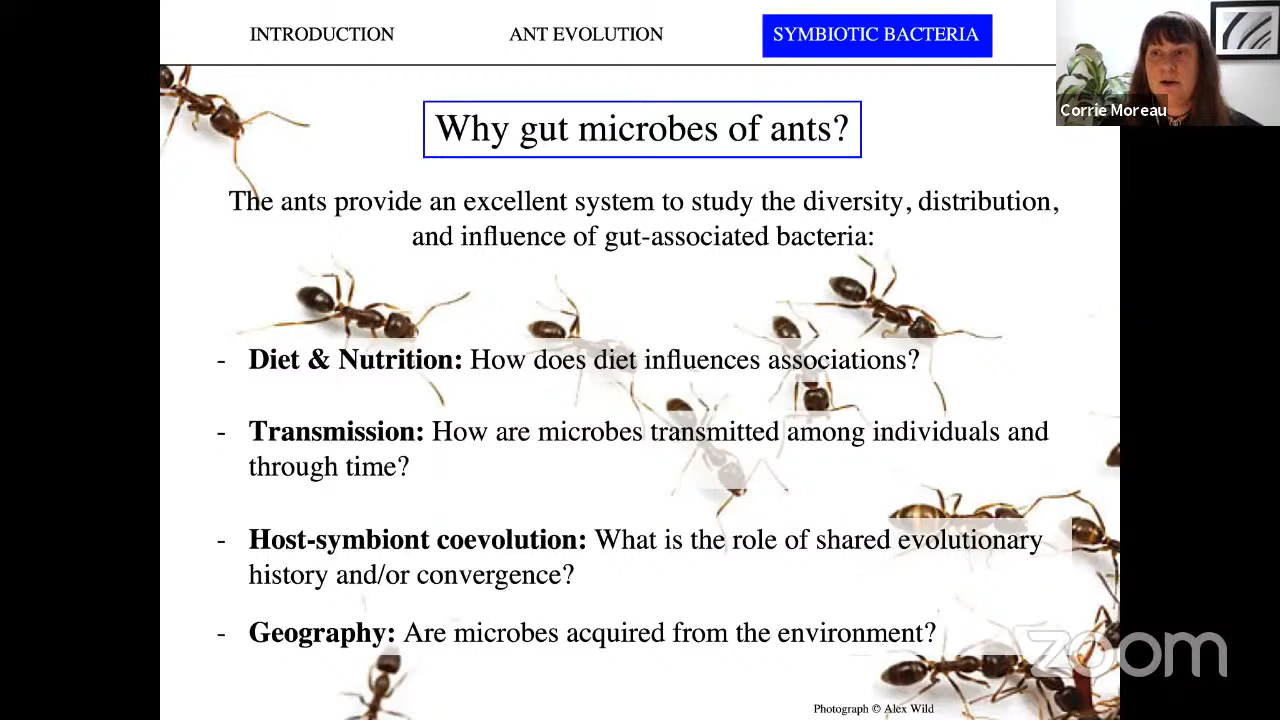 INTRODUCTION ANT EVOLUTION SYMBIOTIC BACTERIA
Corrie Moreau
Why gut microbes of ants?
The ants provide an excellent system to study the diversity, distribution,
and influence of gut-associated bacteria:
- Diet & Nutrition: How does diet influences associations?
- Transmission: How are microbes transmitted among individuals and
through time?
- Host-symbiont coevolution: What is the role of shared evolutionary
history and/or convergence?
- Geography: Are microbes acquired from the environment?
zoom
Photograph © Alex Wild